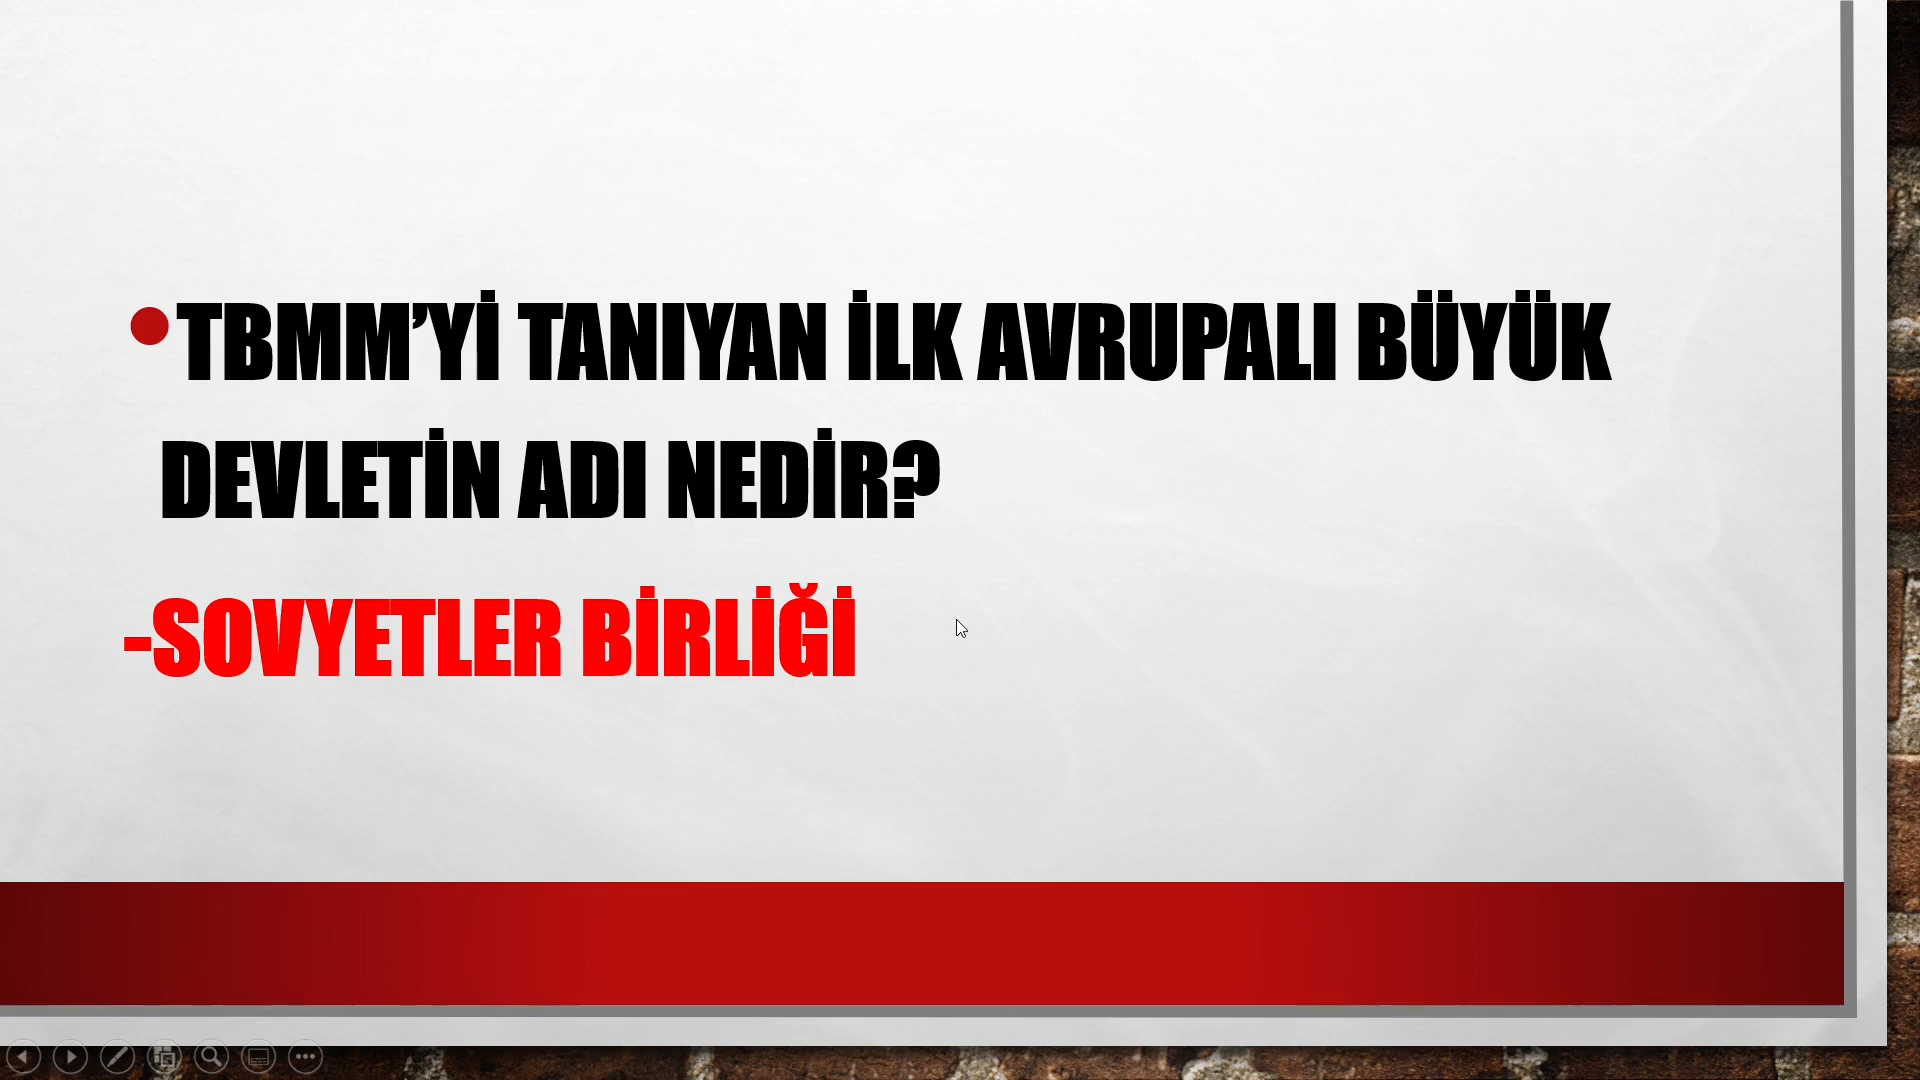 •TBMM’Yİ TANIYAN İLK AVRUPALI BÜYÜK
DEVLETİN ADI NEDİR?
-SOVYETLER BİRLİĞİ